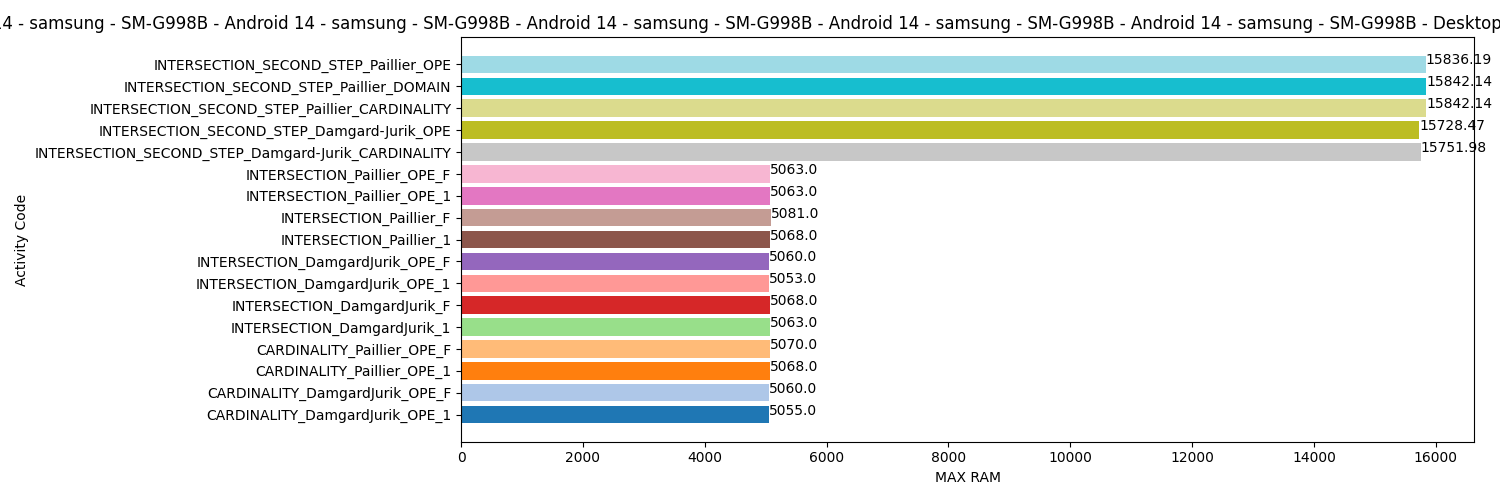 4 - samsung - SM-G998B - Android 14 - samsung - SM-G998B - Android 14 - samsung - SM-G998B - Android 14 - samsung - SM-G998B - Android 14 - samsung - SM-G998B - Desktop
INTERSECTION_SECOND_STEP_Paillier_OPE 15836.19
INTERSECTION_SECOND_STEP_Paillier_DOMAIN 15842.14
INTERSECTION_SECOND_STEP_Paillier_CARDINALITY 15842.14
INTERSECTION_SECOND_STEP_Damgard-Jurik_OPE 15728.47
INTERSECTION_SECOND_STEP_Damgard-Jurik_CARDINALITY 15751.98
INTERSECTION_Paillier_OPE_F 5063.0
INTERSECTION_Paillier_OPE_1 5063.0
INTERSECTION_Paillier_F 5081.0
INTERSECTION_Paillier_1 5068.0
INTERSECTION_DamgardJurik_OPE_F 5060.0
INTERSECTION_DamgardJurik_OPE_1 5053.0
INTERSECTION_DamgardJurik_F 5068.0
INTERSECTION_DamgardJurik_1 5063.0
CARDINALITY_Paillier_OPE_F 5070.0
CARDINALITY_Paillier_OPE_1 5068.0
CARDINALITY_DamgardJurik_OPE_F 5060.0
CARDINALITY_DamgardJurik_OPE_1 5055.0
Activity Code
0 2000 4000 6000 8000 10000 12000 14000 16000
MAX RAM